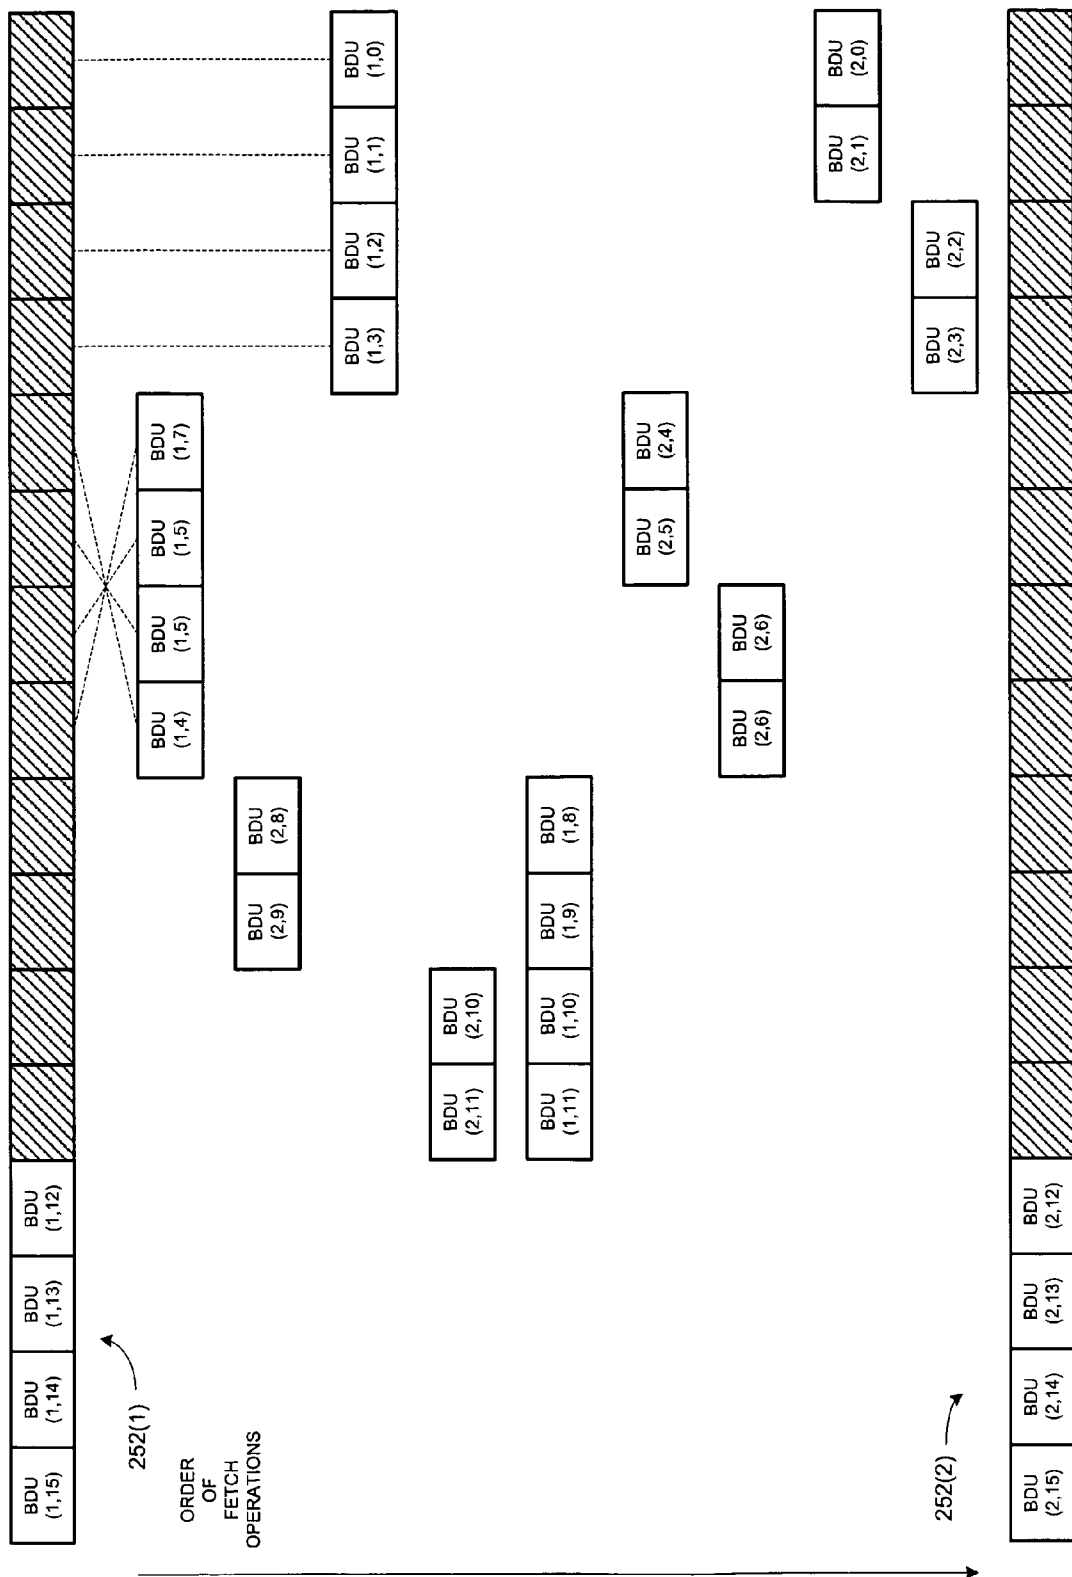 BDU
(1,15)
BDU
(1,14)
BDU
(1,13)
BDU
(1,12)
252(1)
BDU
(1,4)
BDU
(1,5)
BDU
(1,5)
BDU
(1,7)
ORDER
OF
FETCH
OPERATIONS
BDU
(2,9)
BDU
(2,8)
BDU
(1,3)
BDU
(1,2)
BDU
(1,1)
BDU
(1,0)
BDU
(2,11)
BDU
(2,10)
BDU
(1,11)
BDU
(1,10)
BDU
(1,9)
BDU
(1,8)
BDU
(2,5)
BDU
(2,4)
BDU
(2,6)
BDU
(2,6)
BDU
(2,1)
BDU
(2,0)
BDU
(2,3)
BDU
(2,2)
252(2)
BDU
(2,15)
BDU
(2,14)
BDU
(2,13)
BDU
(2,12)